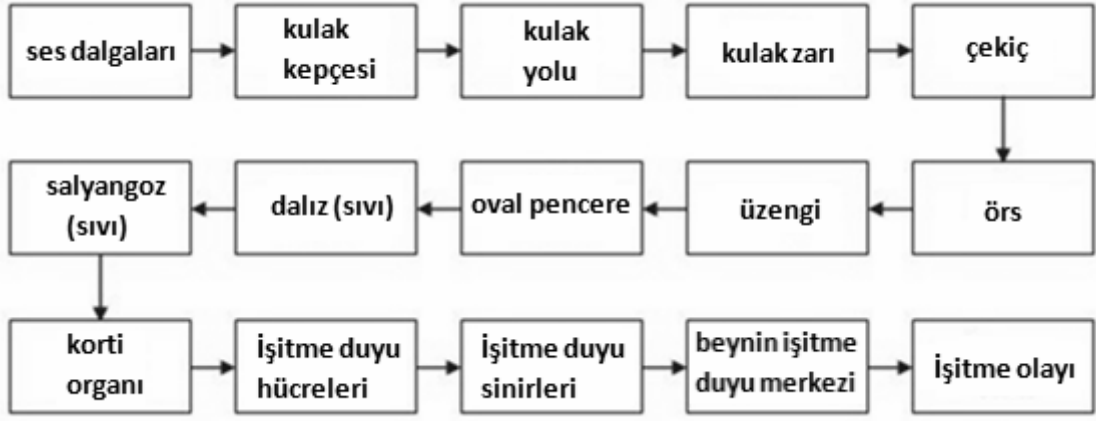 ses dalgaları
kulak
kepçesi
kulak
yolu
kulak zarı
çekiç
salyangoz
(sıvı)
dalız (sıvı)
oval pencere
üzengi
örs
korti
organı
İşitme duyu
hücreleri
İşitme duyu
sinirleri
beynin işitme
duyu merkezi
İşitme olayı